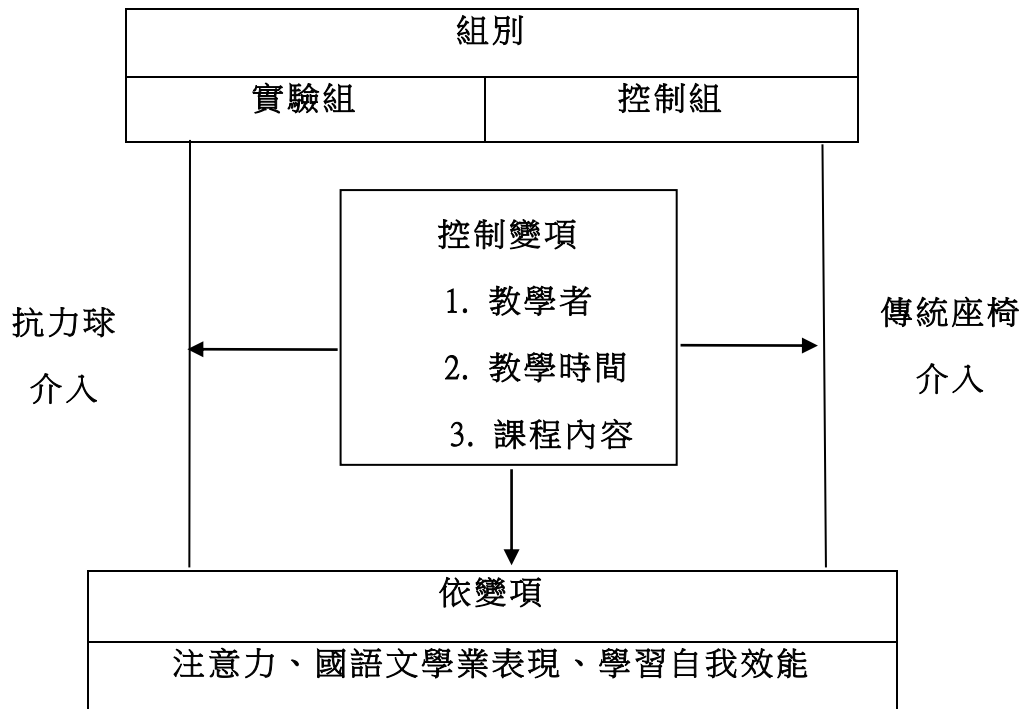 組別
實驗組
控制組
控制變項
1. 教學者
2. 教學時間
3. 課程內容
抗力球
介入
傳統座椅
介入
依變項
注意力、國語文學業表現、學習自我效能